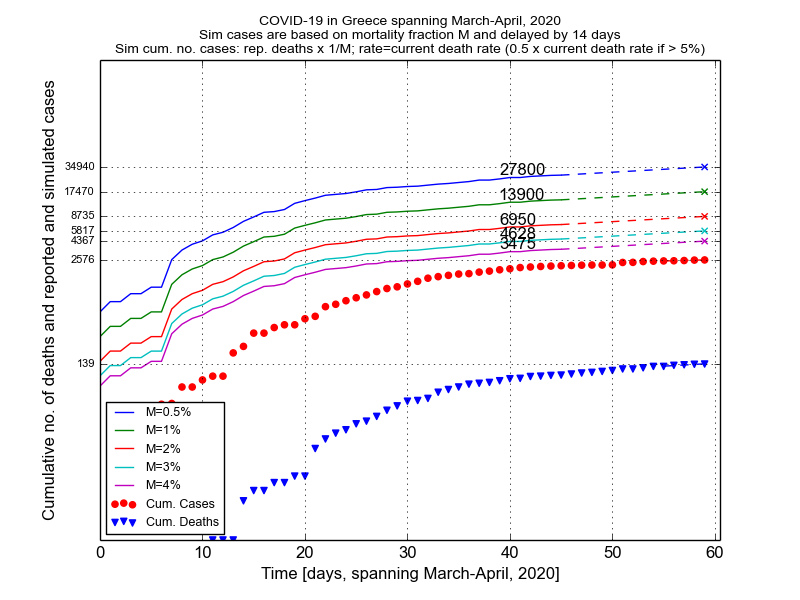 COVID-19 in Greece spanning March-April, 2020
Sim cases are based on mortality fraction M and delayed by 14 days
Sim cum. no. cases: rep. deaths x 1/M; rate=current death rate (0.5 x current death rate if > 5%)
Cumulative no. of deaths and reported and simulated cases
34940
17470
8735
5817
4367
2576
139
27800
13900
6950
4628
3475
M=0.5%
M=1%
M=2%
M=3%
M=4%
Cum. Cases
Cum. Deaths
0 10 20 30 40 50 60
Time [days, spanning March-April, 2020]